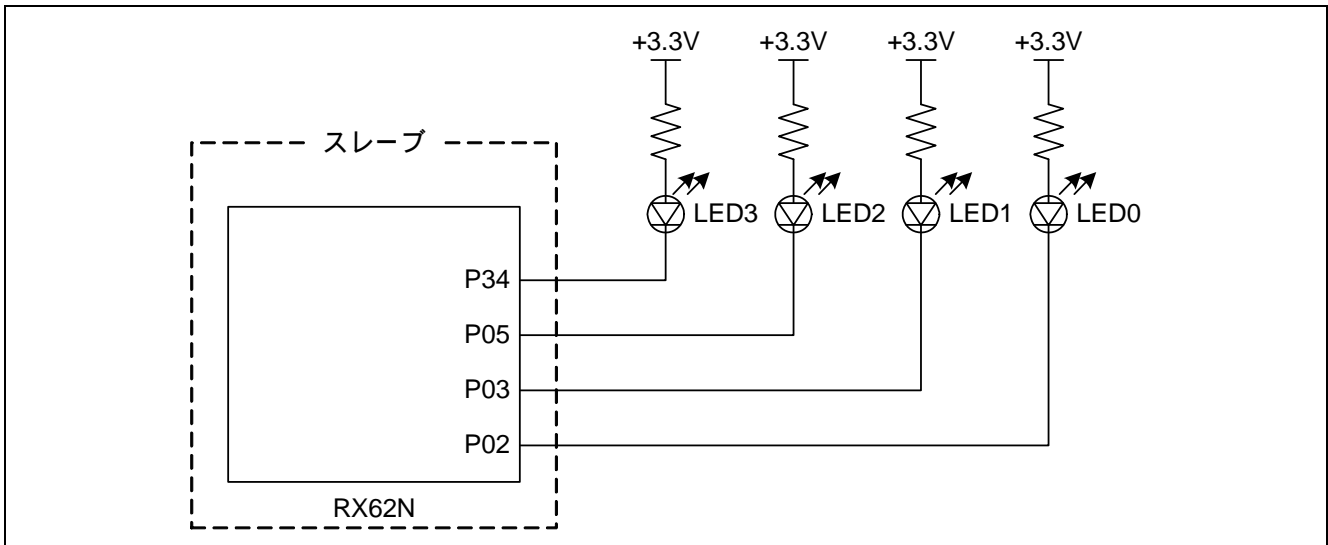 +3.3V +3.3V +3.3V +3.3V
スレーブ
LED3 LED2 LED1 LED0
P34
P05
P03
P02
RX62N